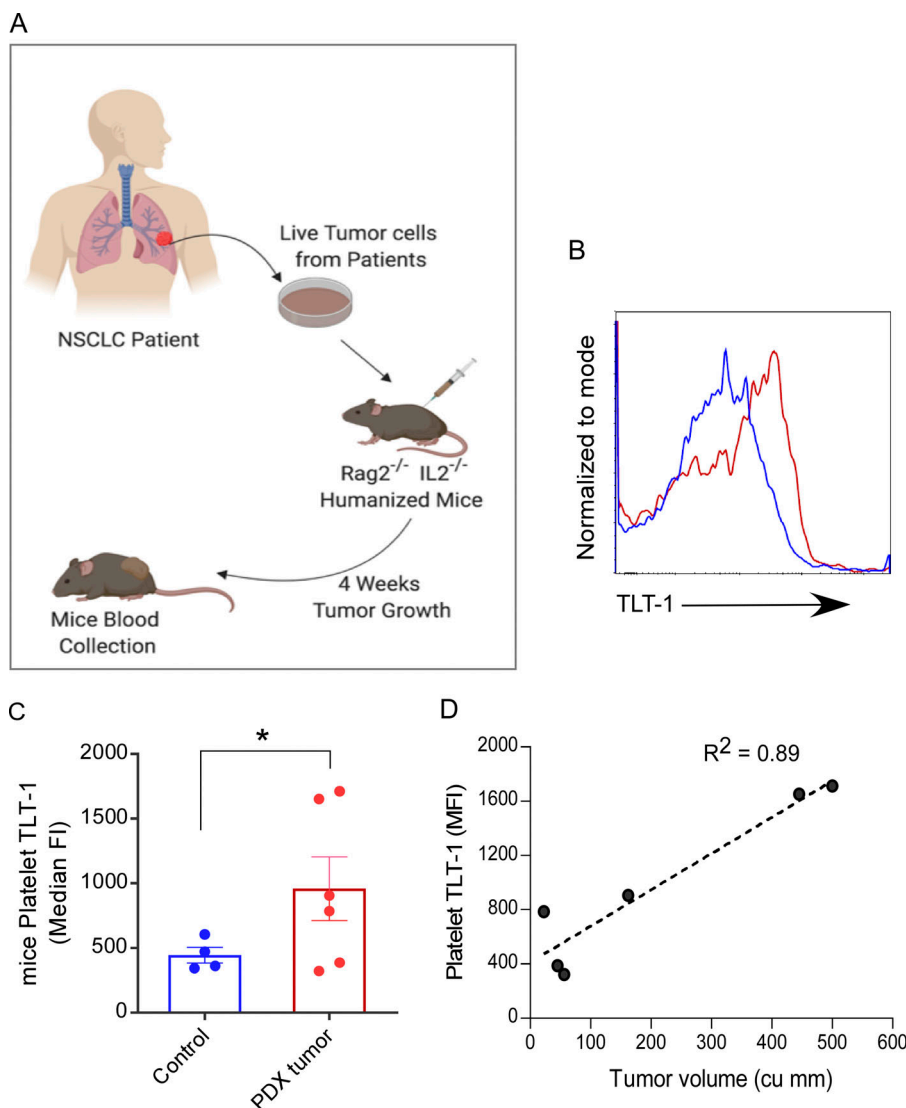 A
Live Tumor cells
from Patients
NSCLC Patient
Rag2-/- IL2-/-
Humanized Mice
4 Weeks
Tumor Growth
Mice Blood
Collection
B
Normalized to mode
TLT-1
C
mice Platelet TLT-1
(Median FI)
2000
1500
1000
500
0
*
Control
PDX tumor
D
Platelet TLT-1 (MFI)
2000
1600
1200
800
400
0
R2 = 0.89
0 100 200 300 400 500 600
Tumor volume (cu mm)